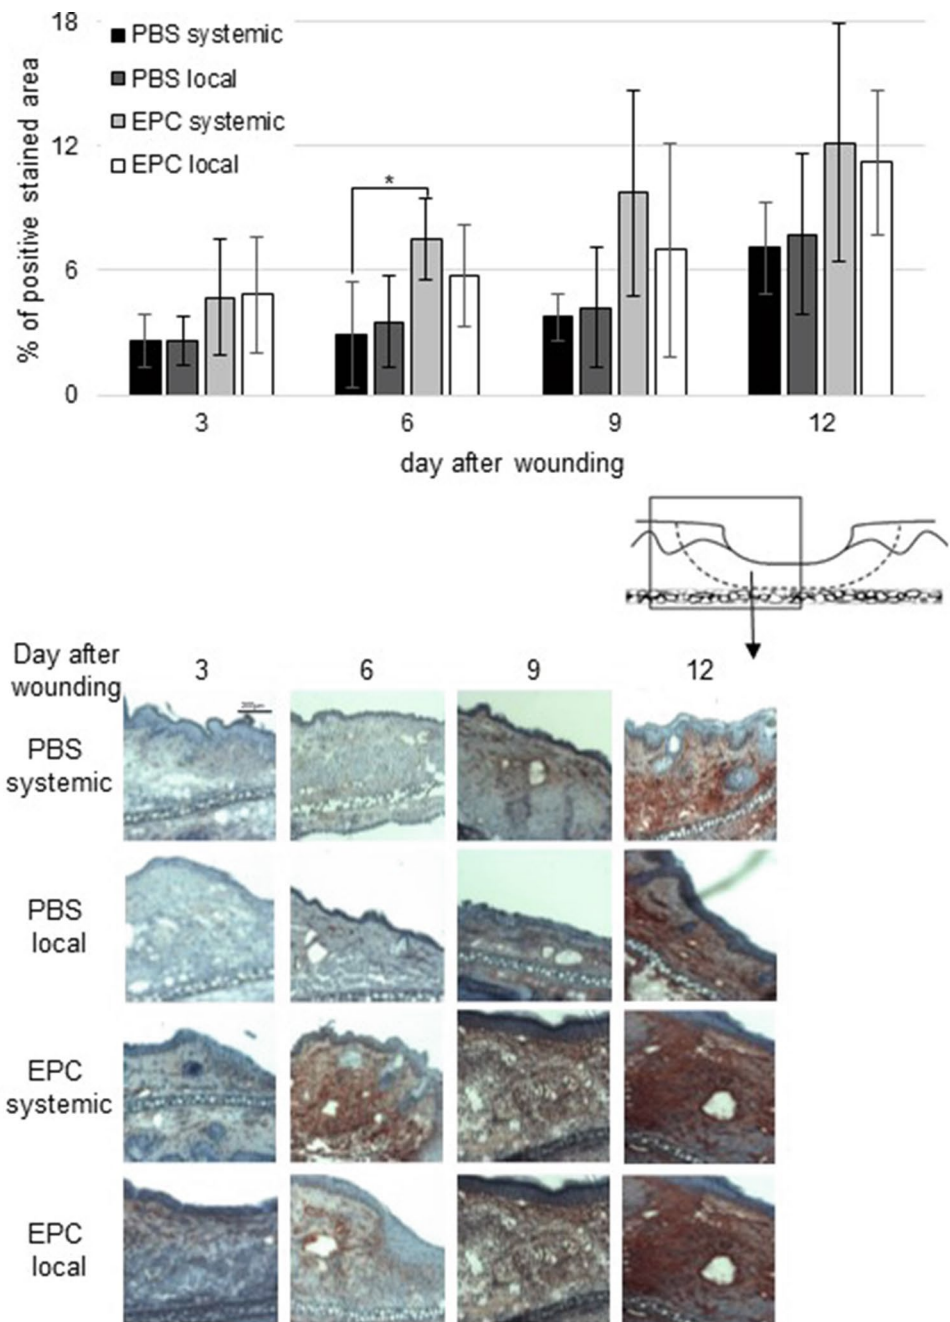 18
12
6
0
% of positive stained area
PBS systemic
PBS local
EPC systemic
EPC local
*
3 6 9 12
day after wounding
Day after
wounding
3 6 9 12
200µm
PBS
systemic
PBS
local
EPC
systemic
EPC
local